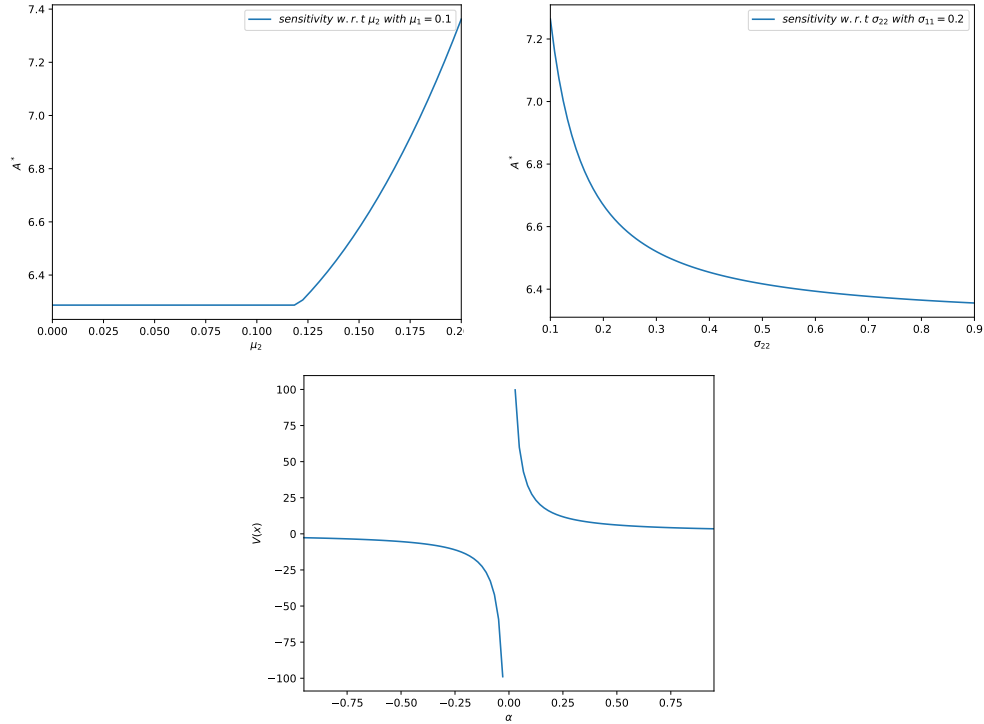 sensitivity w.r.t μ₂ with μ₁ = 0.1
7.4
7.2
7.0
6.8
6.6
6.4
A*
0.000 0.025 0.050 0.075 0.100 0.125 0.150 0.175 0.20
μ₂
sensitivity w.r.t σ₂₂ with σ₁₁ = 0.2
7.2
7.0
6.8
6.6
6.4
A*
0.1 0.2 0.3 0.4 0.5 0.6 0.7 0.8 0.9
σ₂₂
100
75
50
25
0
−25
−50
−75
−100
V(x)
−0.75 −0.50 −0.25 0.00 0.25 0.50 0.75
α